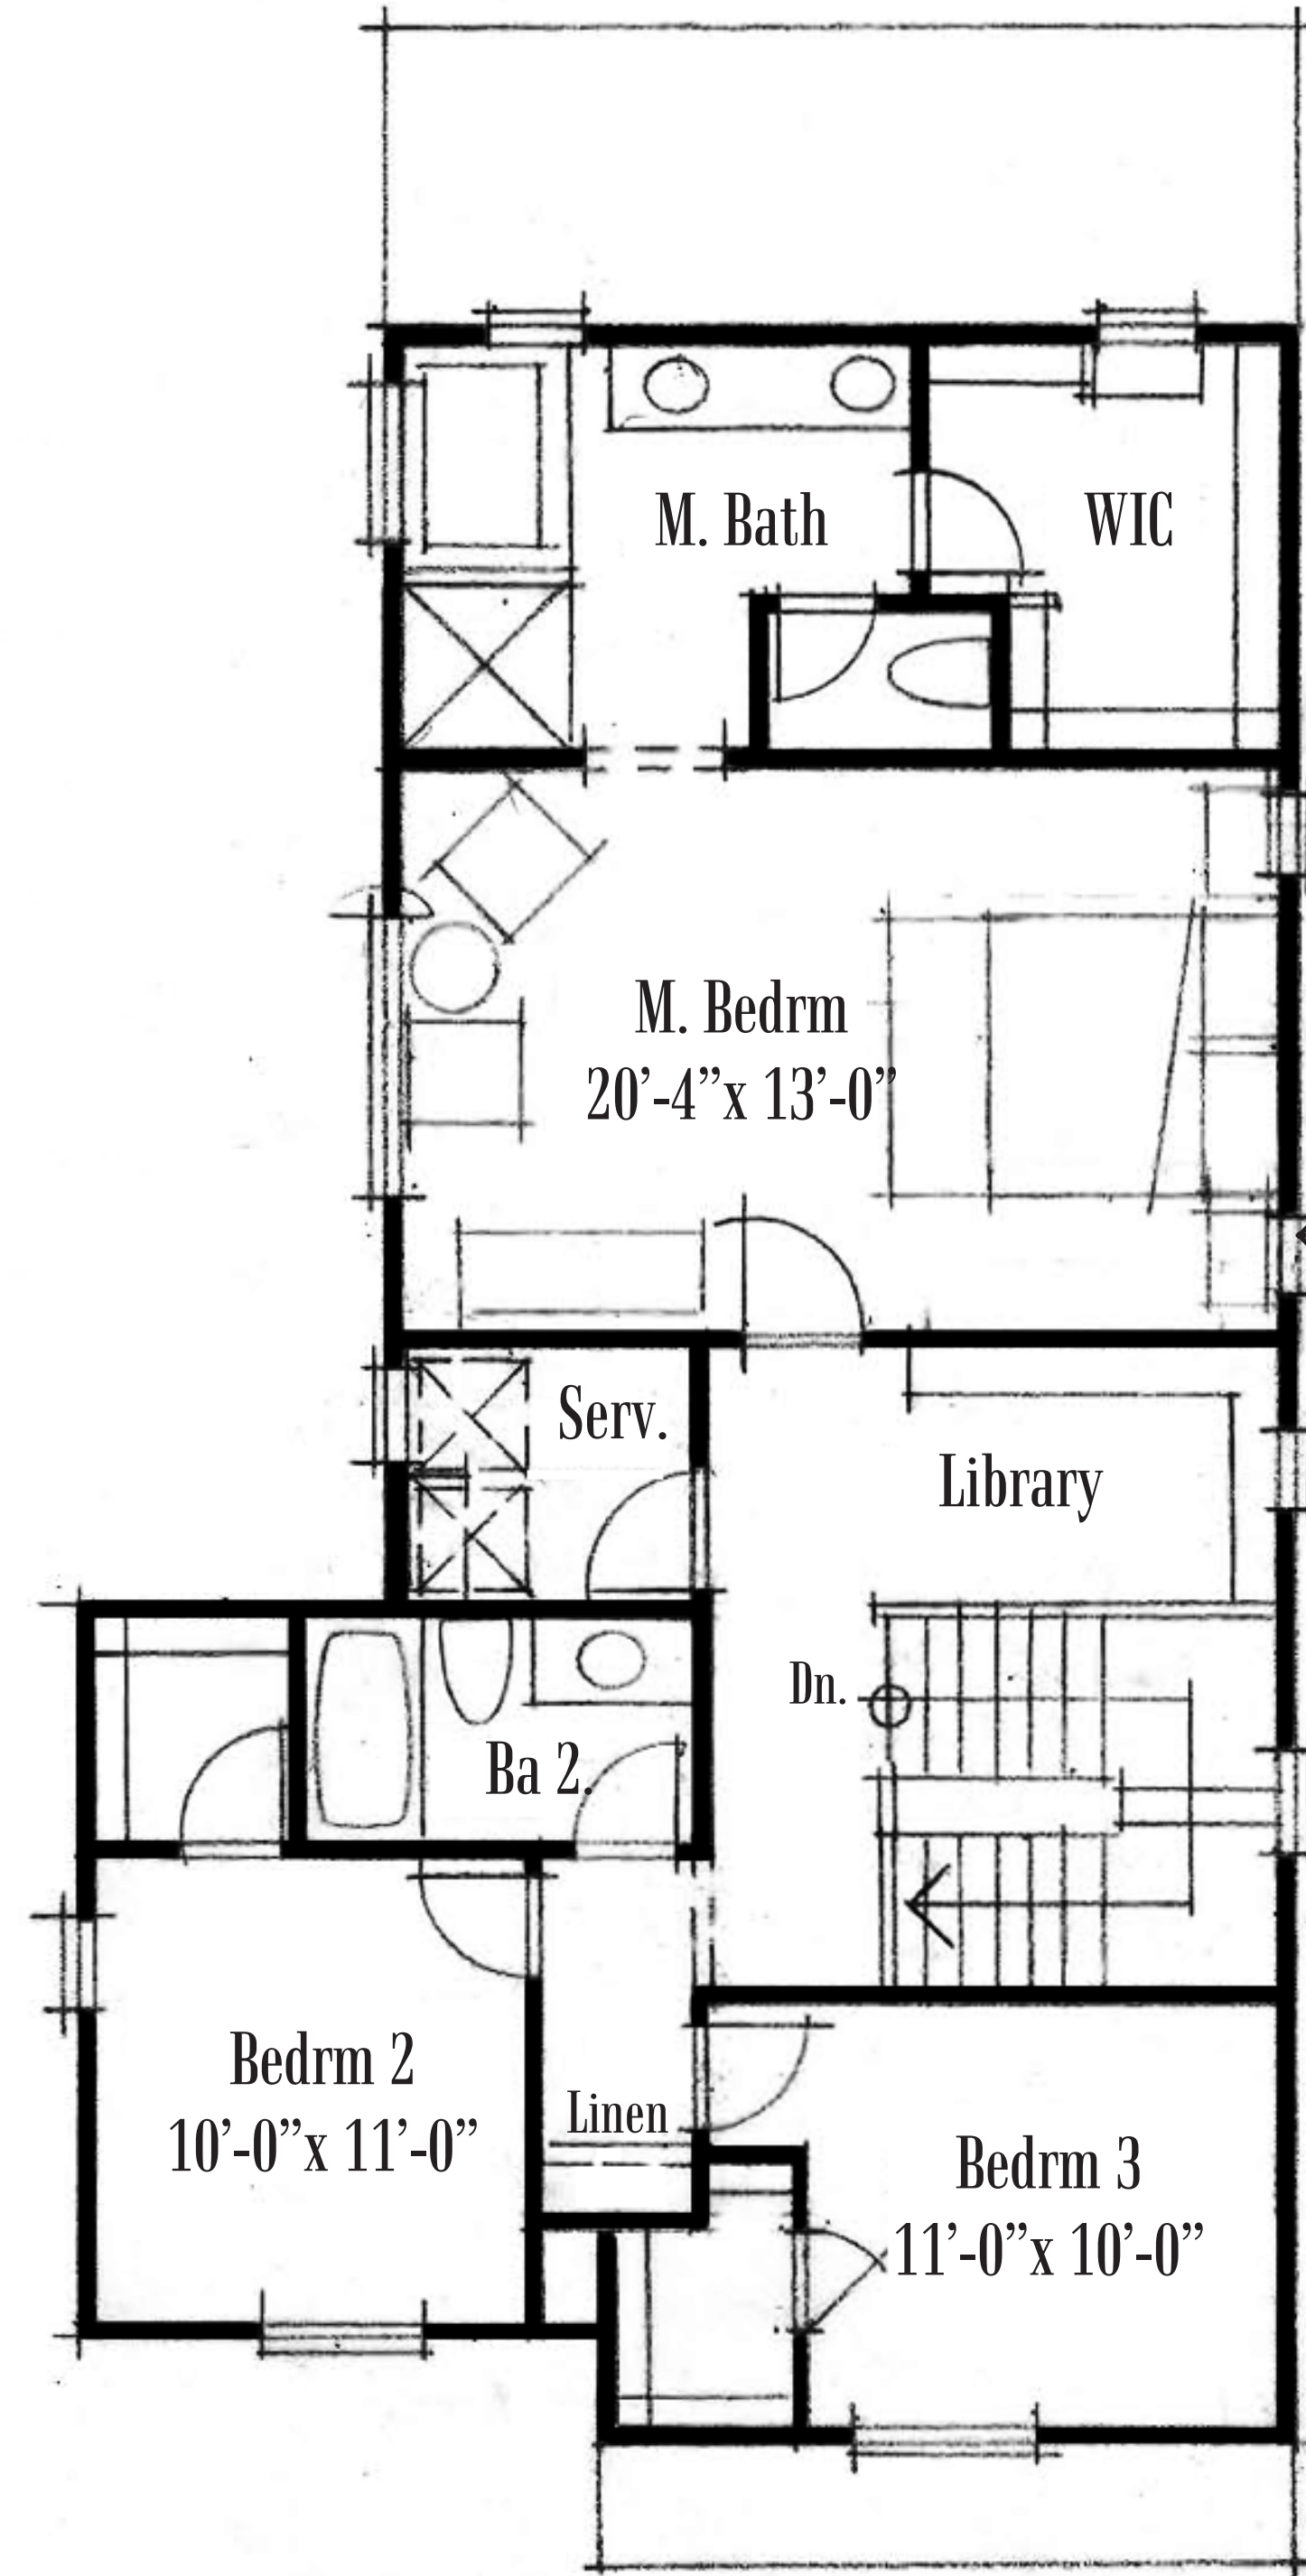 M. Bath
WIC
M. Bedrm
20’-4”x 13’-0”
Serv.
Library
Dn.
Ba 2.
Bedrm 2
10’-0”x 11’-0”
Linen
Bedrm 3
11’-0”x 10’-0”